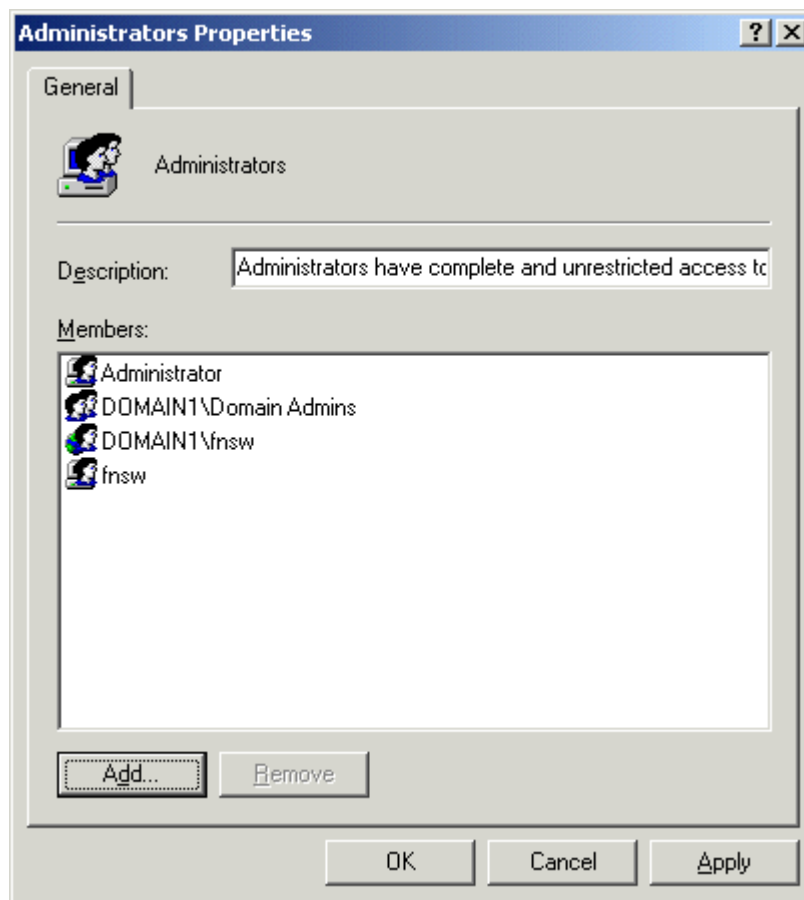 Administrators Properties
General
Administrators
Description: Administrators have complete and unrestricted access to
Members:
Administrator
DOMAIN1\Domain Admins
DOMAIN1\fnsw
fnsw
Add... Remove
OK Cancel Apply